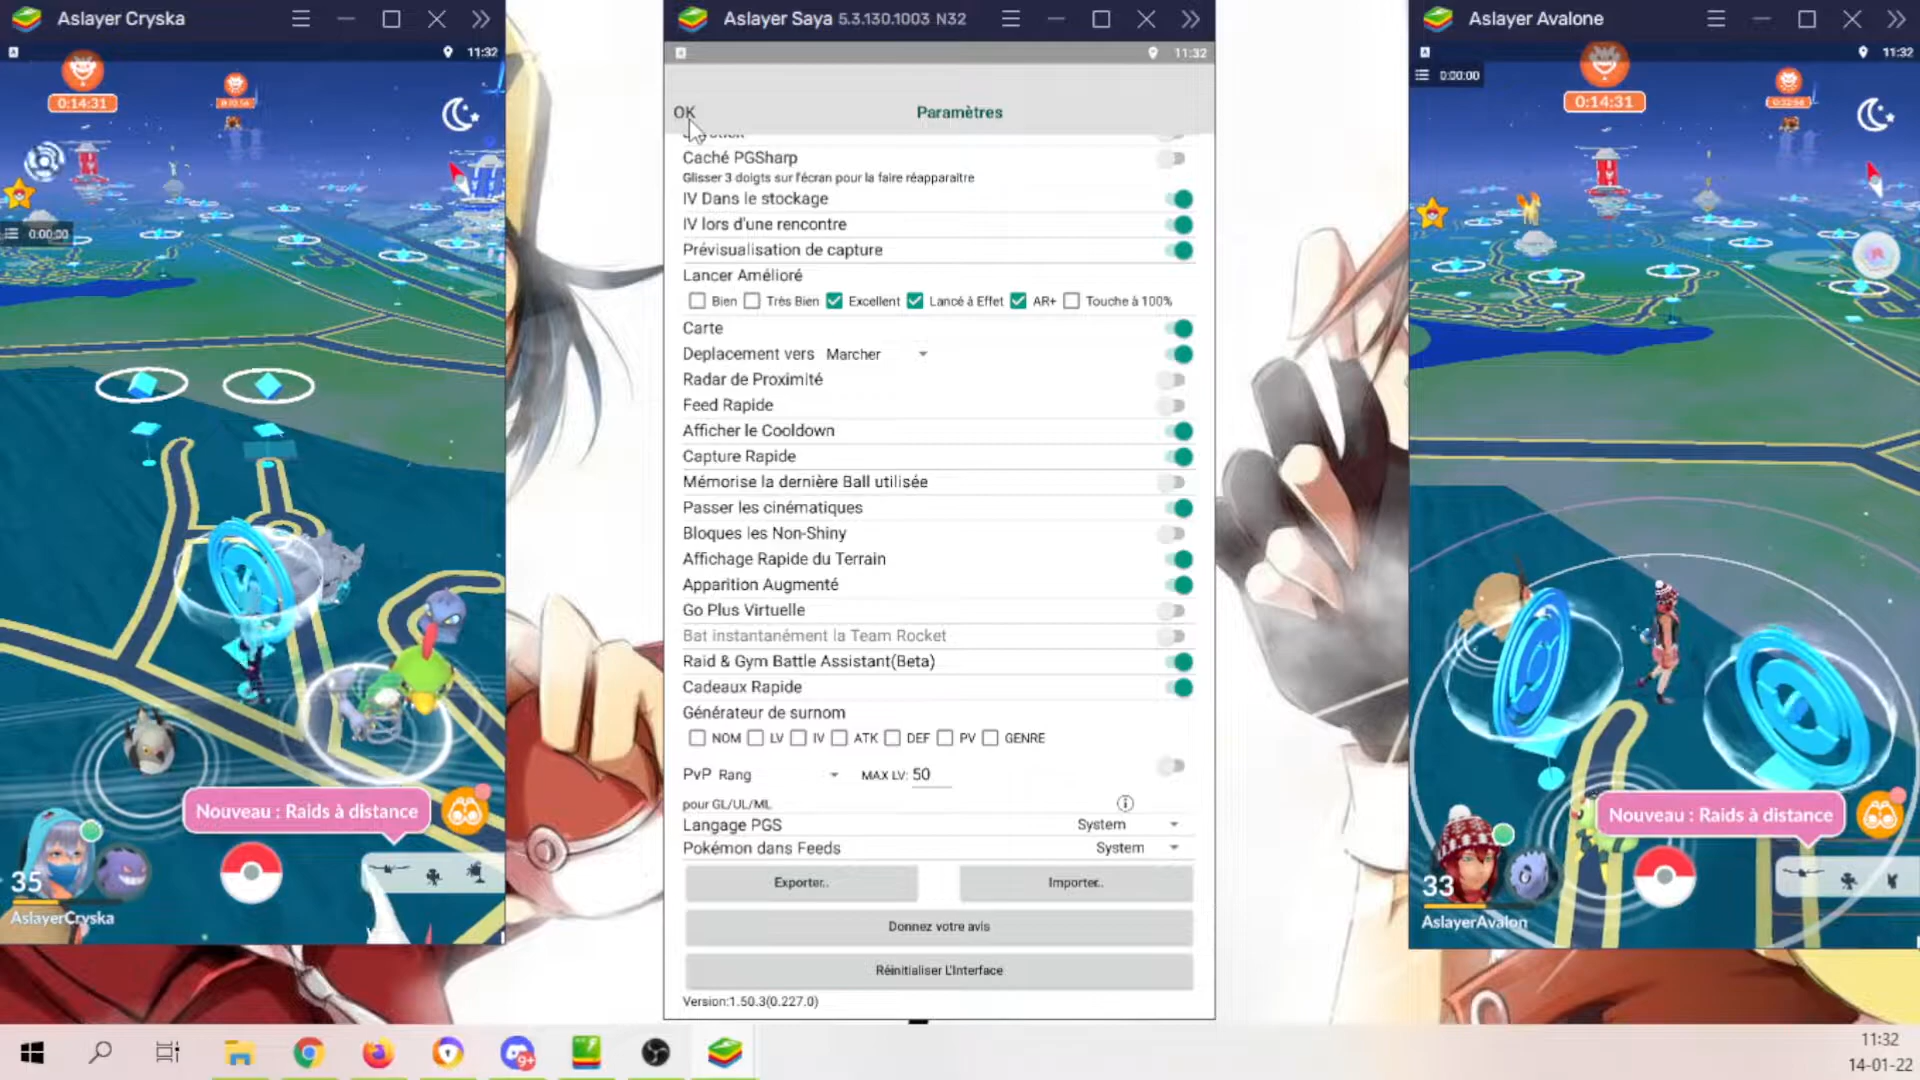 Aslayer Cryska
11:32
0:14:31
0:00:00
Nouveau : Raids à distance
35
AslayerCryska
Aslayer Saya 5.3.130.1003 N32
11:32
OK
Paramètres
Caché PGSharp
Glisser 3 doigts sur l'écran pour la faire réapparaitre
IV Dans le stockage
IV lors d'une rencontre
Prévisualisation de capture
Lancer Amélioré
Bien Très Bien Excellent Lancé à Effet AR+ Touche à 100%
Carte
Deplacement vers Marcher
Radar de Proximité
Feed Rapide
Afficher le Cooldown
Capture Rapide
Mémorise la dernière Ball utilisée
Passer les cinématiques
Bloques les Non-Shiny
Affichage Rapide du Terrain
Apparition Augmenté
Go Plus Virtuelle
Bat instantanément la Team Rocket
Raid & Gym Battle Assistant(Beta)
Cadeaux Rapide
Générateur de surnom
NOM LV IV ATK DEF PV GENRE
PvP Rang MAX LV: 50
pour GL/UL/ML
Langage PGS System
Pokémon dans Feeds System
Exporter.. Importer..
Donnez votre avis
Réinitialiser L'Interface
Version:1.50.3(0.227.0)
Aslayer Avalone
11:32
0:00:00
0:14:31
Nouveau : Raids à distance
33
AslayerAvalon
9+
11:32
14-01-22